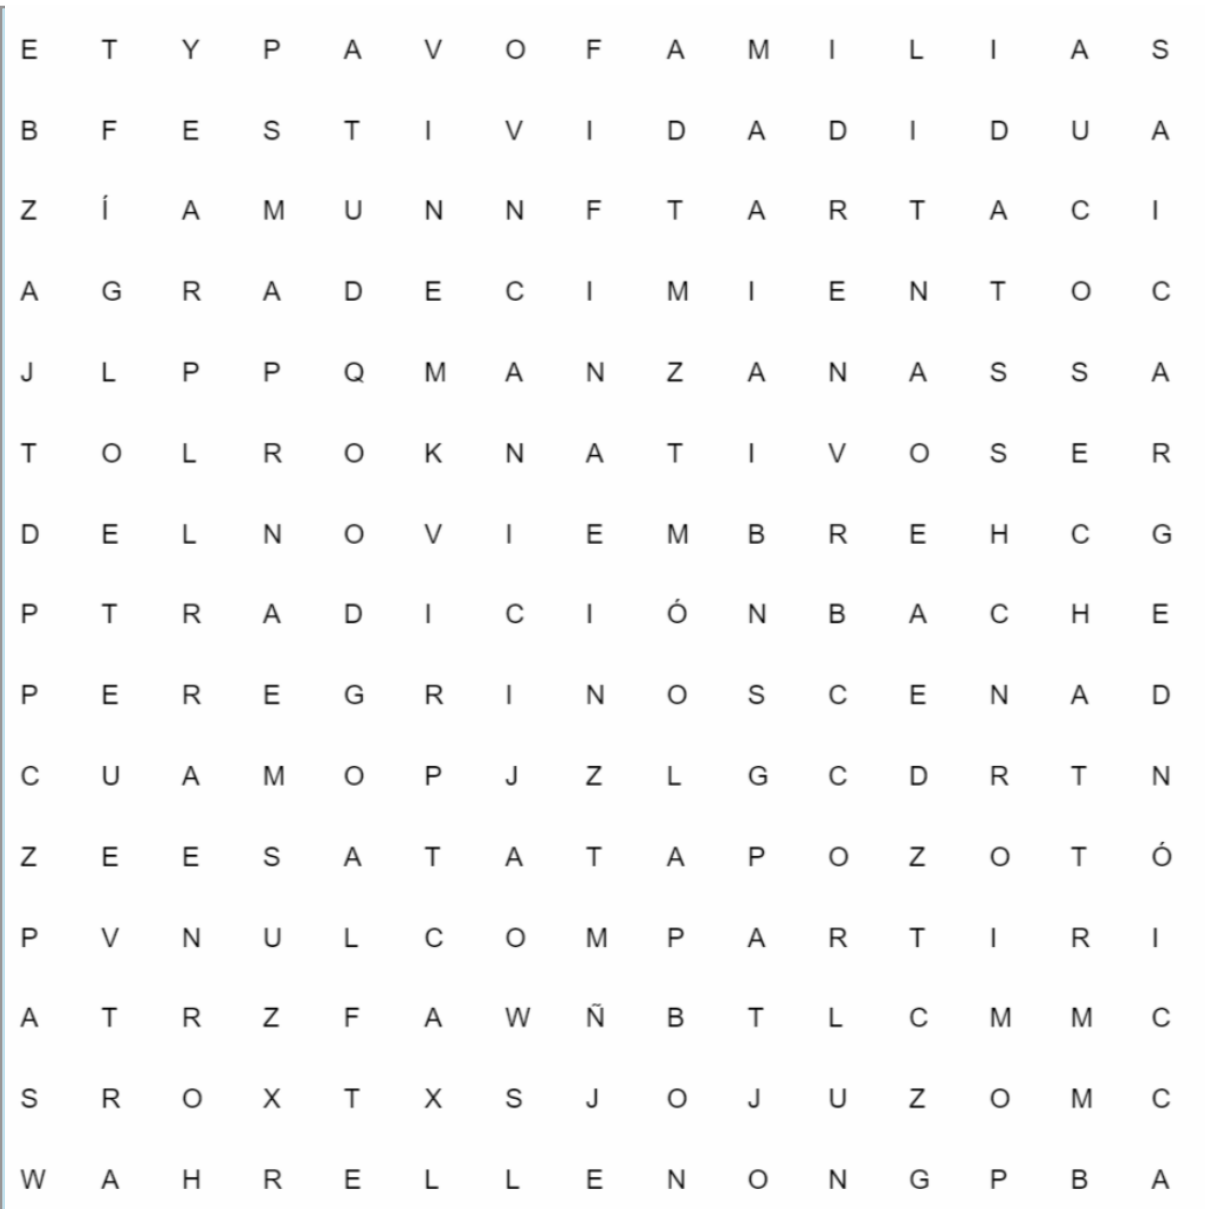 E T Y P A V O F A M I L I A S
B F E S T I V I D A D I D U A
Z Í A M U N N F T A R T A C I
A G R A D E C I M I E N T O C
J L P P Q M A N Z A N A S S A
T O L R O K N A T I V O S E R
D E L N O V I E M B R E H C G
P T R A D I C I Ó N B A C H E
P E R E G R I N O S C E N A D
C U A M O P J Z L G C D R T N
Z E E S A T A T A P O Z O T Ó
P V N U L C O M P A R T I R I
A T R Z F A W Ñ B T L C M M C
S R O X T X S J O J U Z O M C
W A H R E L L E N O N G P B A